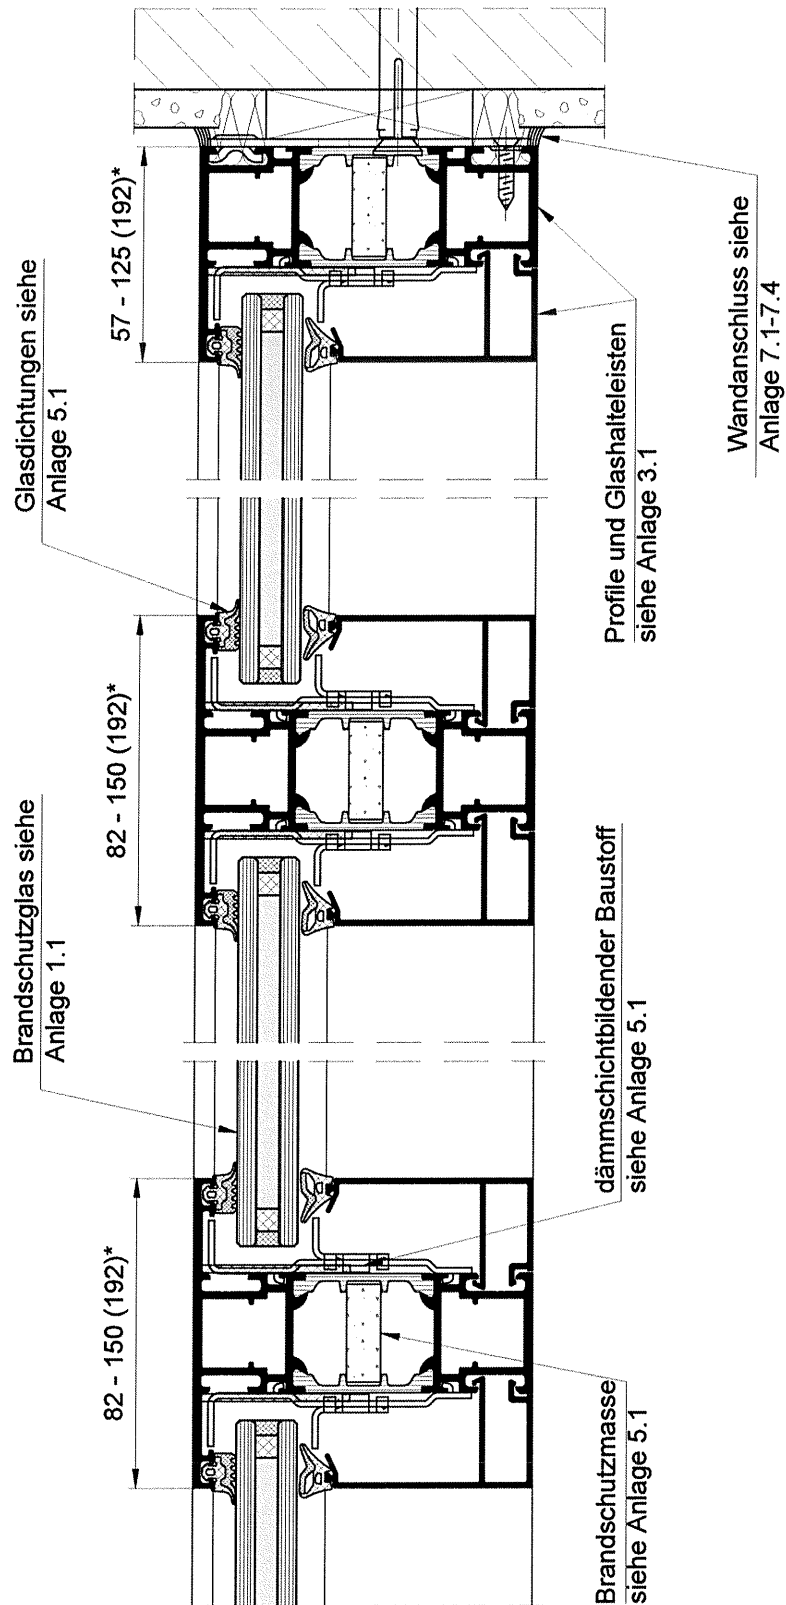 Glasdichtungen siehe
Anlage 5.1
57 - 125 (192)*
Wandanschluss siehe
Anlage 7.1-7.4
Profile und Glashalteleisten
siehe Anlage 3.1
82 - 150 (192)*
Brandschutzglas siehe
Anlage 1.1
dämmschichtbildender Baustoff
siehe Anlage 5.1
82 - 150 (192)*
Brandschutzmasse
siehe Anlage 5.1